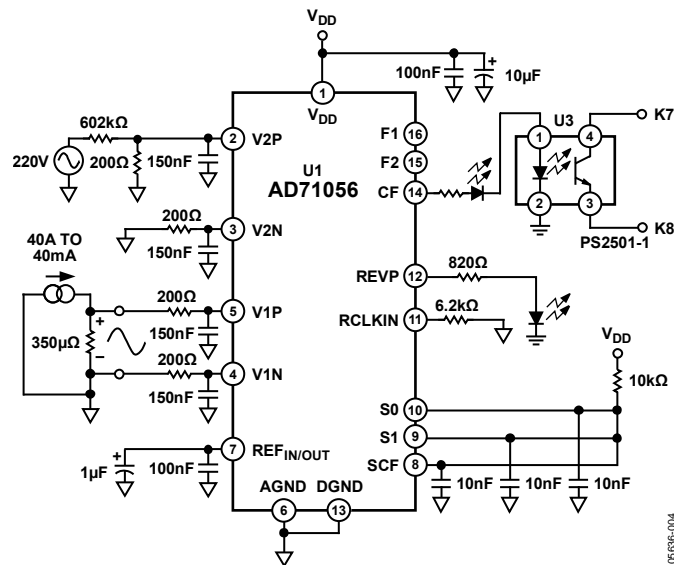 VDD
100nF
10µF
+
1
VDD
602kΩ
2
V2P
F1
16
U3
K7
220V
200Ω
150nF
U1
AD71056
F2
15
1
4
CF
14
200Ω
3
V2N
2
3
K8
150nF
PS2501-1
40A TO
40mA
REVP
12
820Ω
200Ω
5
V1P
RCLKIN
11
6.2kΩ
+
350µΩ
–
150nF
VDD
200Ω
4
V1N
10kΩ
150nF
S0
10
S1
9
7
REFIN/OUT
SCF
8
+
1µF
100nF
AGND
DGND
10nF
10nF
10nF
6
13
05636-004